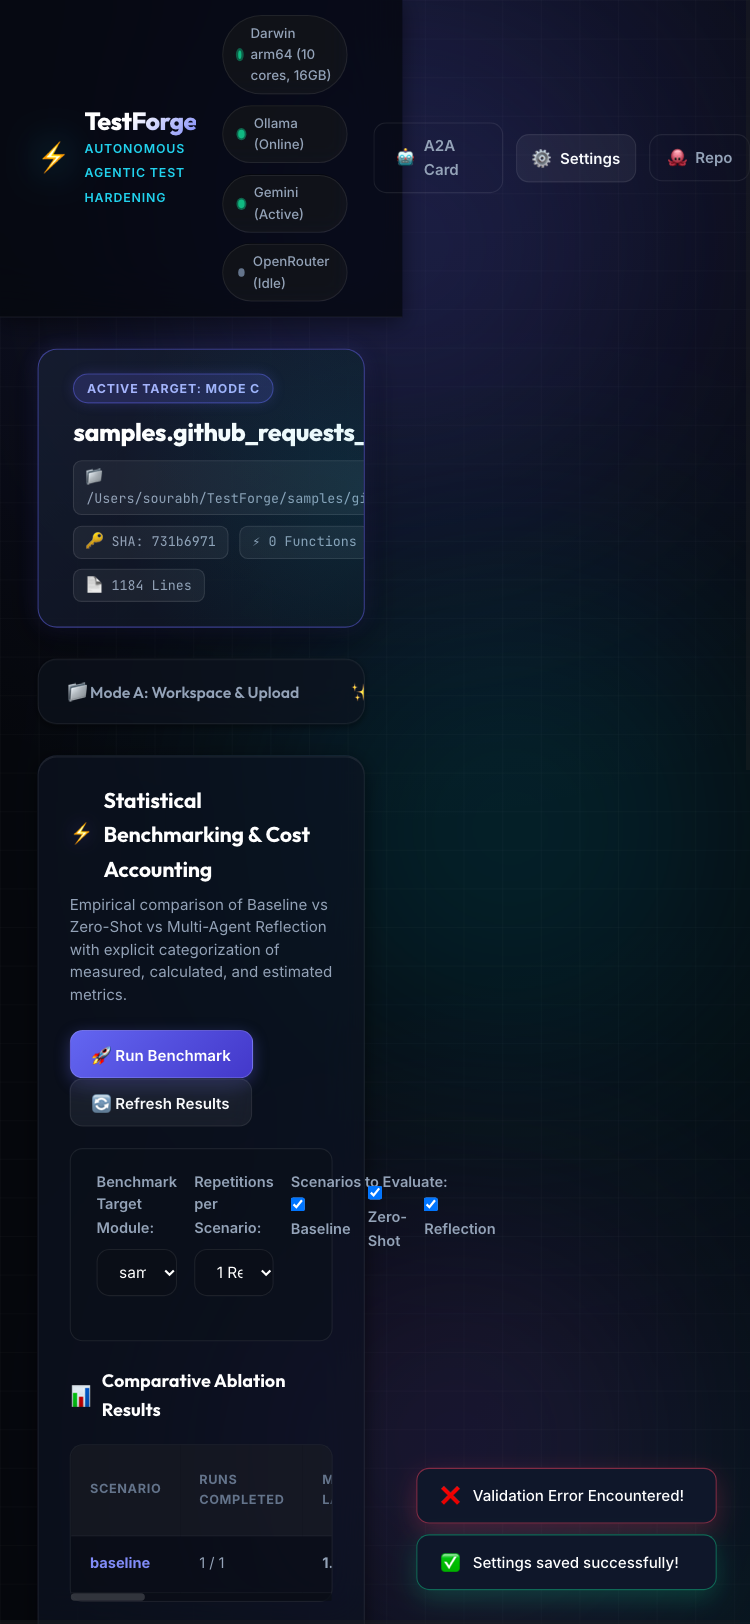 TestForge
AUTONOMOUS
AGENTIC TEST
HARDENING
Darwin
arm64 (10
cores, 16GB)
Ollama
(Online)
Gemini
(Active)
OpenRouter
(Idle)
A2A
Card
Settings
Repo
ACTIVE TARGET: MODE C
samples.github_requests_
/Users/sourabh/TestForge/samples/gi
SHA: 731b6971
⚡ 0 Functions
1184 Lines
Mode A: Workspace & Upload
Statistical
Benchmarking & Cost
Accounting
Empirical comparison of Baseline vs
Zero-Shot vs Multi-Agent Reflection
with explicit categorization of
measured, calculated, and estimated
metrics.
Run Benchmark
Refresh Results
Benchmark
Target
Module:
sam
Repetitions
per
Scenario:
1 Re
Scenarios to Evaluate:
Baseline
Zero-
Shot
Reflection
Comparative Ablation
Results
SCENARIO
RUNS
COMPLETED
baseline
1 / 1
1.
Validation Error Encountered!
Settings saved successfully!